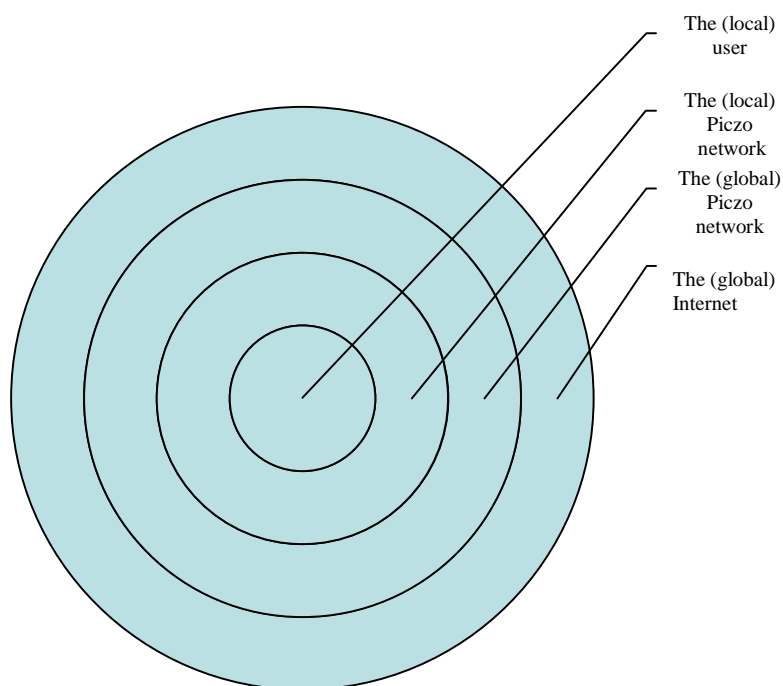 The (local)
user
The (local)
Piczo
network
The (global)
Piczo
network
The (global)
Internet